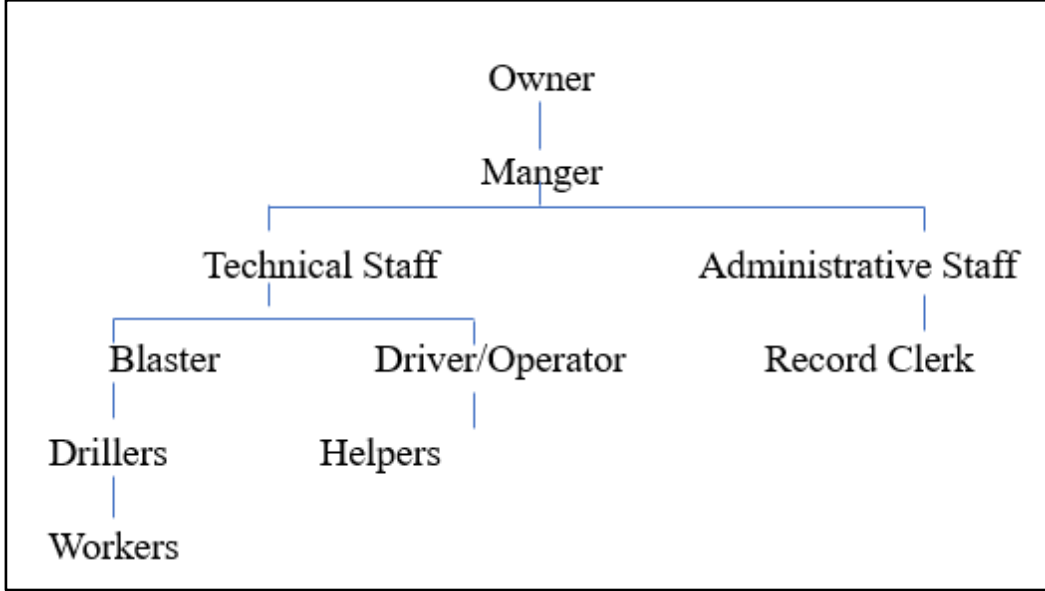 Owner
Manger
Technical Staff Administrative Staff
Blaster Driver/Operator Record Clerk
Drillers Helpers
Workers